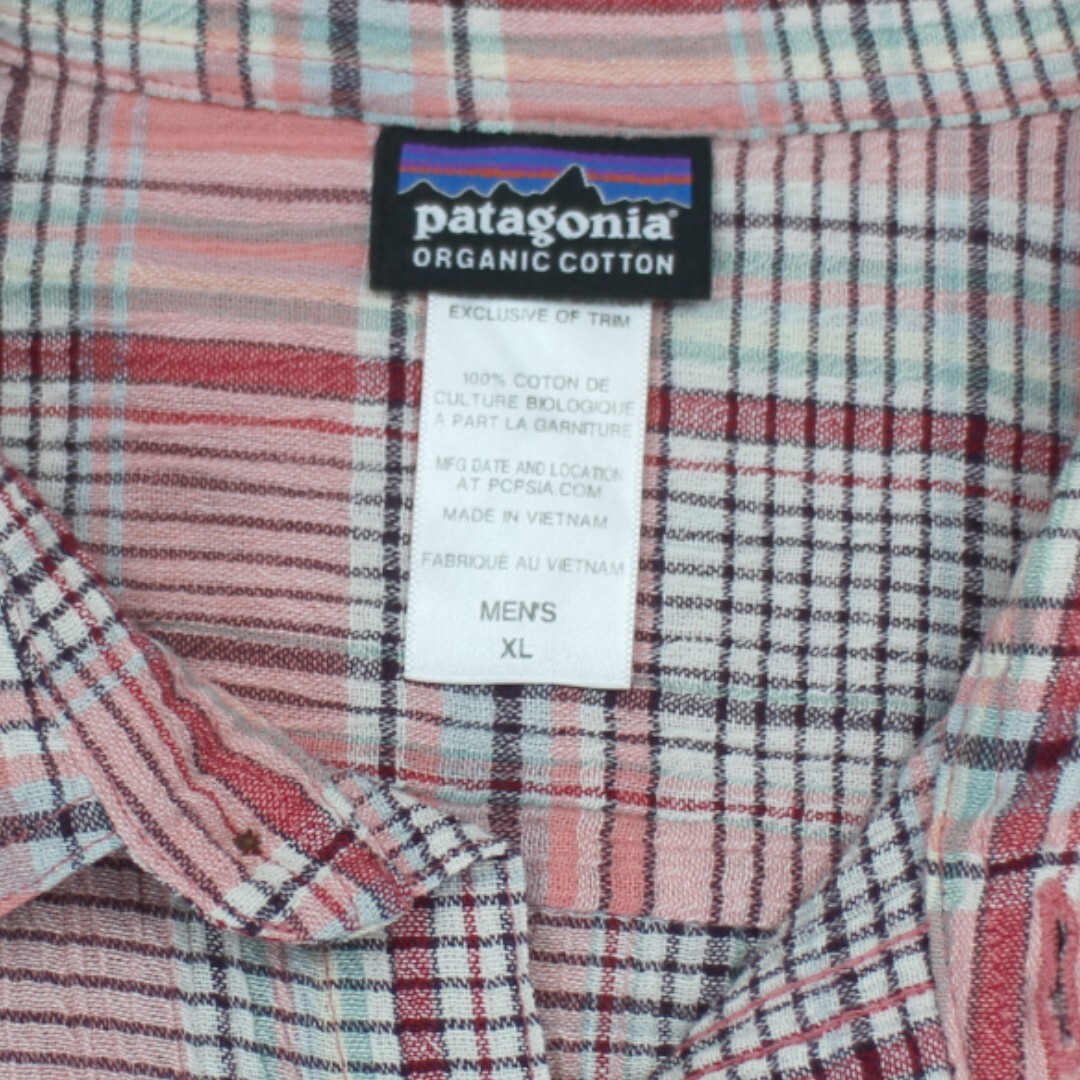 patagonia®
ORGANIC COTTON
EXCLUSIVE OF TRIM
100% COTON DE
CULTURE BIOLOGIQUE
A PART LA GARNITURE
MFG DATE AND LOCATION
AT PCPSIA.COM
MADE IN VIETNAM
FABRIQUÉ AU VIETNAM
MEN'S
XL